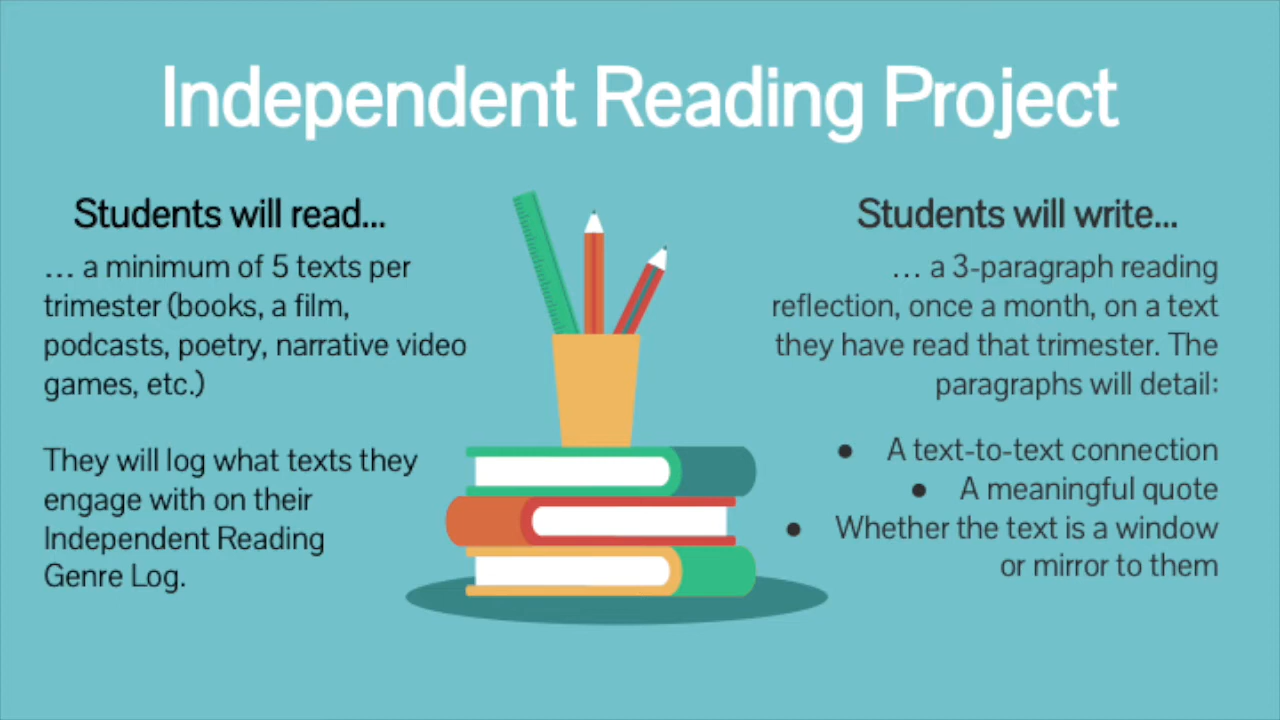 Independent Reading Project
Students will read...
... a minimum of 5 texts per
trimester (books, a film,
podcasts, poetry, narrative video
games, etc.)
They will log what texts they
engage with on their
Independent Reading
Genre Log.
Students will write...
... a 3-paragraph reading
reflection, once a month, on a text
they have read that trimester. The
paragraphs will detail:
● A text-to-text connection
● A meaningful quote
● Whether the text is a window
or mirror to them